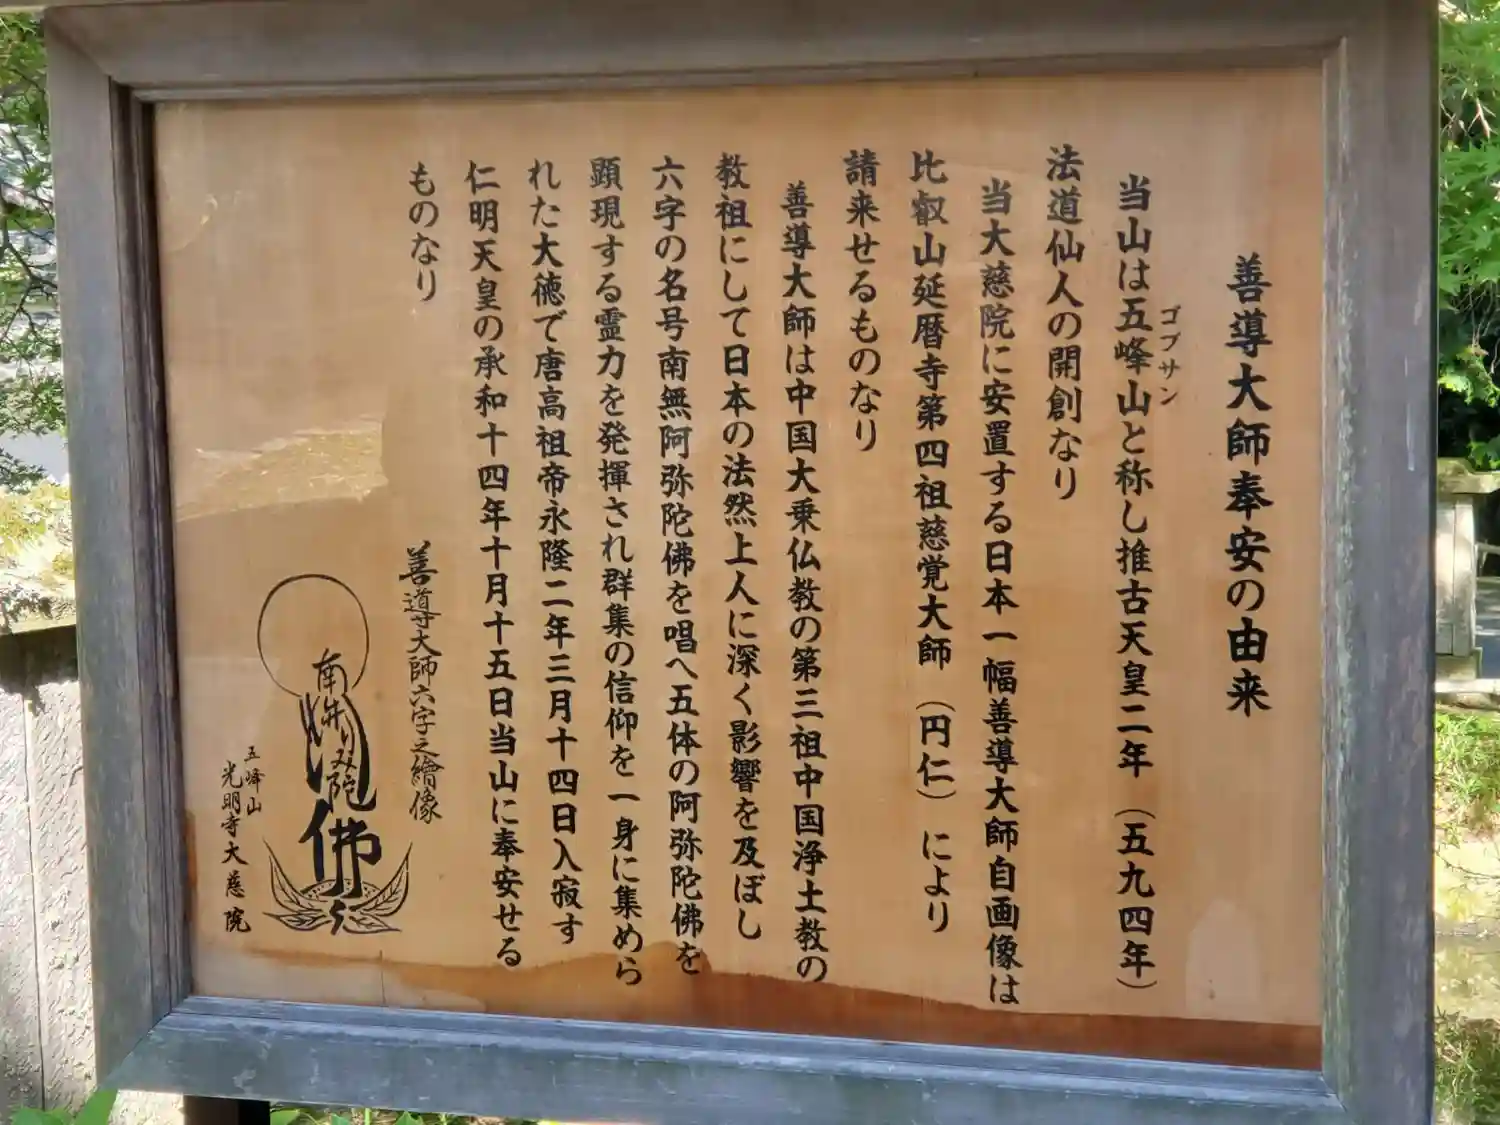 善導大師奉安の由来
当山は五峰山と称し推古天皇二年（五九四年）
ゴブサン
法道仙人の開創なり
当大慈院に安置する日本一幅善導大師自画像は
比叡山延暦寺第四祖慈覚大師（円仁）により
請来せるものなり
善導大師は中国大乗仏教の第三祖中国浄土教の
教祖にして日本の法然上人に深く影響を及ぼし
六字の名号南無阿弥陀佛を唱へ五体の阿弥陀佛を
顕現する霊力を発揮され群集の信仰を一身に集めら
れた大徳で唐高祖帝永隆二年三月十四日入寂す
仁明天皇の承和十四年十月十五日当山に奉安せる
ものなり
善導大師六字之繪像
南無阿弥陀佛
五峰山
光明寺大慈院